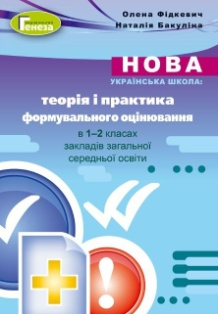 Олена Фідкевич
Наталія Бакуліна
Генеза
НОВА
УКРАЇНСЬКА ШКОЛА:
теорія і практика
формувального оцінювання
в 1–2 класах
закладів загальної
середньої освіти